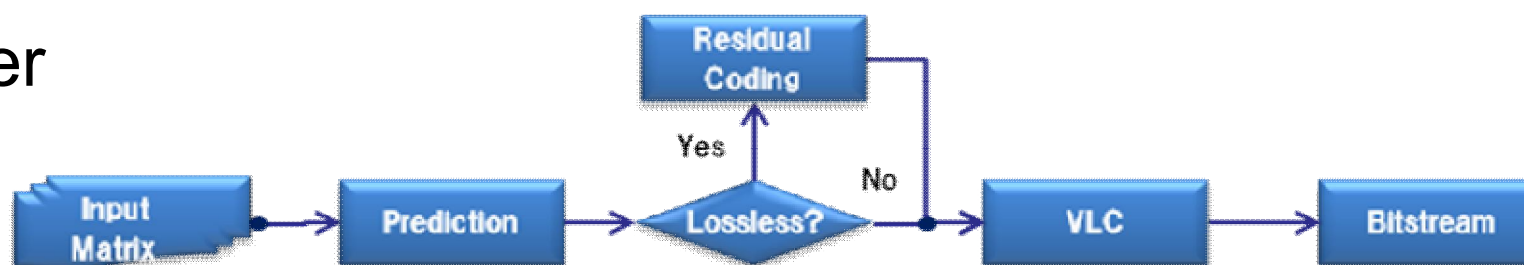 er
Residual
Coding
Yes
No
Input
Matrix
Prediction
Lossless?
VLC
Bitstream